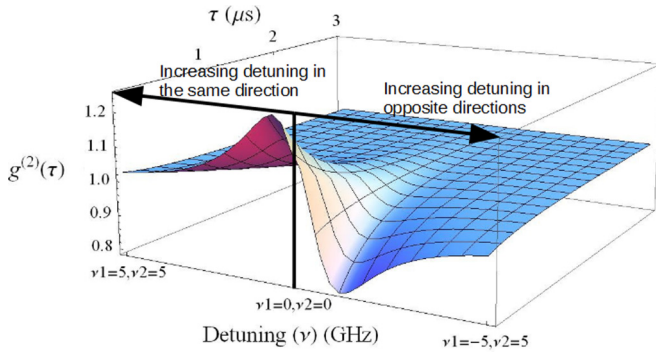 τ (μs)
3
2
1
Increasing detuning in
the same direction
Increasing detuning in
opposite directions
1.2
1.1
1.0
0.9
0.8
g(2)(τ)
ν1=5,ν2=5
ν1=0,ν2=0
ν1=-5,ν2=5
Detuning (ν) (GHz)